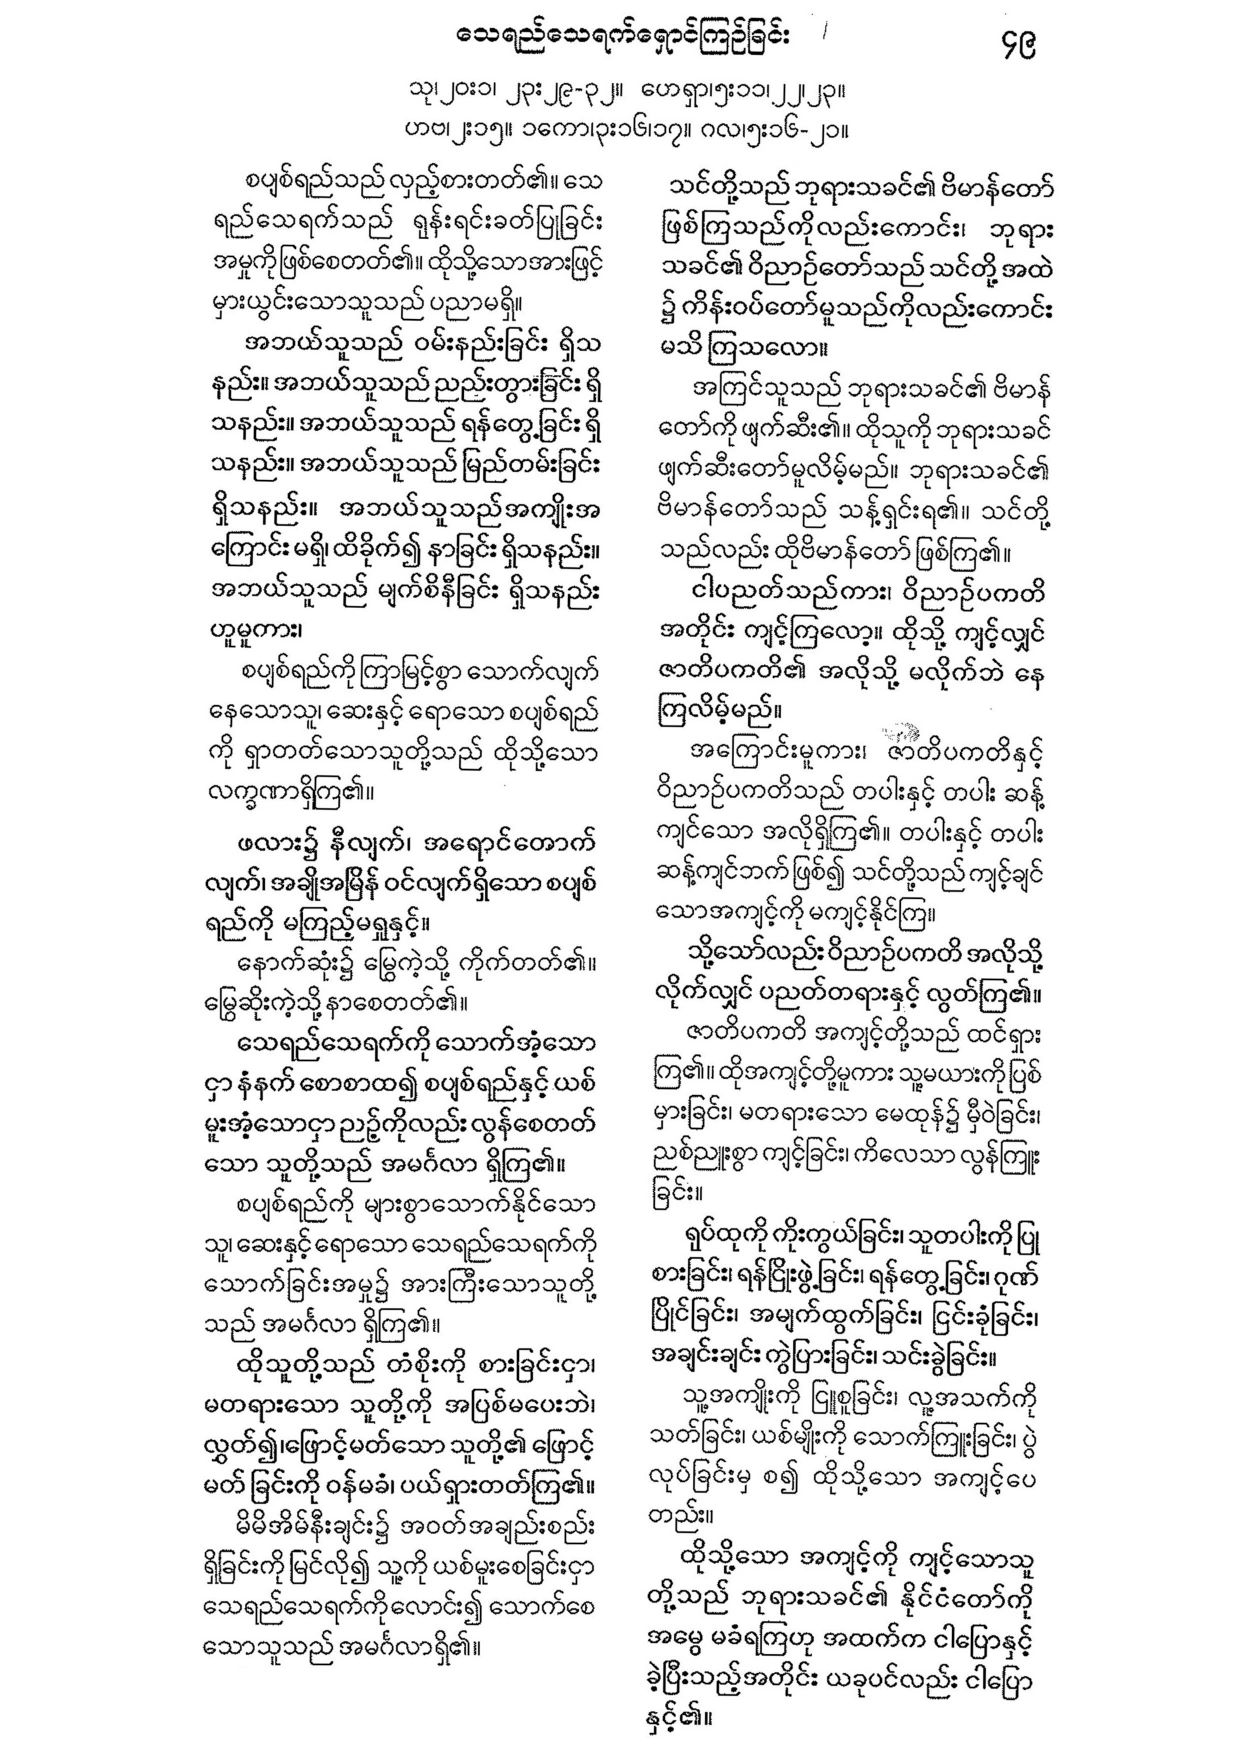 သေရည်သေရက်ရှောင်ကြဉ်ခြင်း
၄၉
သု၊၂၀း၁၊ ၂၃း၂၉-၃၂။ ဟေရှာ၊၅း၁၁၊၂၂၊၂၃။
ဟဗ၊၂း၁၅။ ၁ကော၊၃း၁၆၊၁၇။ ဂလ၊၅း၁၆-၂၁။
စပျစ်ရည်သည် လှည့်စားတတ်၏။ သေ
ရည်သေရက်သည် ရုန်းရင်းခတ်ပြုခြင်း
အမှုကိုဖြစ်စေတတ်၏။ ထိုသို့သောအားဖြင့်
မှားယွင်းသောသူသည် ပညာမရှိ။
အဘယ်သူသည် ဝမ်းနည်းခြင်း ရှိသ
နည်း။ အဘယ်သူသည် ညည်းတွားခြင်း ရှိ
သနည်း။ အဘယ်သူသည် ရန်တွေ့ခြင်း ရှိ
သနည်း။ အဘယ်သူသည် မြည်တမ်းခြင်း
ရှိသနည်း။ အဘယ်သူသည်အကျိုးအ
ကြောင်း မရှိ၊ ထိခိုက်၍ နာခြင်း ရှိသနည်း။
အဘယ်သူသည် မျက်စိနီခြင်း ရှိသနည်း
ဟူမူကား၊
စပျစ်ရည်ကို ကြာမြင့်စွာ သောက်လျက်
နေသောသူ၊ ဆေးနှင့် ရောသော စပျစ်ရည်
ကို ရှာတတ်သောသူတို့သည် ထိုသို့သော
လက္ခဏာရှိကြ၏။
ဖလား၌ နီလျက်၊ အရောင်တောက်
လျက်၊ အချိုအမြိန် ဝင်လျက်ရှိသော စပျစ်
ရည်ကို မကြည့်မရှုနှင့်။
နောက်ဆုံး၌ မြွေကဲ့သို့ ကိုက်တတ်၏။
မြွေဆိုးကဲ့သို့ နာစေတတ်၏။
သေရည်သေရက်ကို သောက်အံ့သော
ငှာ နံနက် စောစောထ၍ စပျစ်ရည်နှင့် ယစ်
မူးအံ့သောငှာ ညဉ့်ကိုလည်း လွန်စေတတ်
သော သူတို့သည် အမင်္ဂလာ ရှိကြ၏။
စပျစ်ရည်ကို များစွာသောက်နိုင်သော
သူ၊ ဆေးနှင့် ရောသော သေရည်သေရက်ကို
သောက်ခြင်းအမှု၌ အားကြီးသောသူတို့
သည် အမင်္ဂလာ ရှိကြ၏။
ထိုသူတို့သည် တံစိုးကို စားခြင်းငှာ၊
မတရားသော သူတို့ကို အပြစ်မပေးဘဲ၊
လွှတ်၍၊ဖြောင့်မတ်သော သူတို့၏ ဖြောင့်
မတ် ခြင်းကို ဝန်မခံ၊ ပယ်ရှားတတ်ကြ၏။
မိမိအိမ်နီးချင်း၌ အဝတ်အချည်းစည်း
ရှိခြင်းကို မြင်လို၍ သူ့ကို ယစ်မူးစေခြင်းငှာ
သေရည်သေရက်ကို လောင်း၍ သောက်စေ
သောသူသည် အမင်္ဂလာရှိ၏။
သင်တို့သည် ဘုရားသခင်၏ ဗိမာန်တော်
ဖြစ်ကြသည်ကိုလည်းကောင်း၊ ဘုရား
သခင်၏ ဝိညာဉ်တော်သည် သင်တို့ အထဲ
၌ ကိန်းဝပ်တော်မူသည်ကိုလည်းကောင်း
မသိ ကြသလော။
အကြင်သူသည် ဘုရားသခင်၏ ဗိမာန်
တော်ကို ဖျက်ဆီး၏။ ထိုသူကို ဘုရားသခင်
ဖျက်ဆီးတော်မူလိမ့်မည်။ ဘုရားသခင်၏
ဗိမာန်တော်သည် သန့်ရှင်းရ၏။ သင်တို့
သည်လည်း ထိုဗိမာန်တော် ဖြစ်ကြ၏။
ငါပညတ်သည်ကား၊ ဝိညာဉ်ပကတိ
အတိုင်း ကျင့်ကြလော့။ ထိုသို့ ကျင့်လျှင်
ဇာတိပကတိ၏ အလိုသို့ မလိုက်ဘဲ နေ
ကြလိမ့်မည်။
အကြောင်းမူကား၊ ဇာတိပကတိနှင့်
ဝိညာဉ်ပကတိသည် တပါးနှင့် တပါး ဆန့်
ကျင်သော အလိုရှိကြ၏။ တပါးနှင့် တပါး
ဆန့်ကျင်ဘက် ဖြစ်၍ သင်တို့သည် ကျင့်ချင်
သောအကျင့်ကို မကျင့်နိုင်ကြ။
သို့သော်လည်း ဝိညာဉ်ပကတိ အလိုသို့
လိုက်လျှင် ပညတ်တရားနှင့် လွတ်ကြ၏။
ဇာတိပကတိ အကျင့်တို့သည် ထင်ရှား
ကြ၏။ ထိုအကျင့်တို့မူကား သူ့မယားကို ပြစ်
မှားခြင်း၊ မတရားသော မေထုန်၌ မှီဝဲခြင်း၊
ညစ်ညူးစွာ ကျင့်ခြင်း၊ ကိလေသာ လွန်ကြူး
ခြင်း။
ရုပ်ထုကို ကိုးကွယ်ခြင်း၊ သူတပါးကို ပြု
စားခြင်း၊ ရန်ငြိုးဖွဲ့ခြင်း၊ ရန်တွေ့ခြင်း၊ ဂုဏ်
ပြိုင်ခြင်း၊ အမျက်ထွက်ခြင်း၊ ငြင်းခုံခြင်း၊
အချင်းချင်း ကွဲပြားခြင်း၊ သင်းခွဲခြင်း။
သူ့အကျိုးကို ငြူစူခြင်း၊ လူ့အသက်ကို
သတ်ခြင်း၊ ယစ်မျိုးကို သောက်ကြူးခြင်း၊ ပွဲ
လုပ်ခြင်းမှ စ၍ ထိုသို့သော အကျင့်ပေ
တည်း။
ထိုသို့သော အကျင့်ကို ကျင့်သောသူ
တို့သည် ဘုရားသခင်၏ နိုင်ငံတော်ကို
အမွေ မခံရကြဟု အထက်က ငါပြောနှင့်
ခဲ့ပြီးသည့်အတိုင်း ယခုပင်လည်း ငါပြော
နှင့်၏။